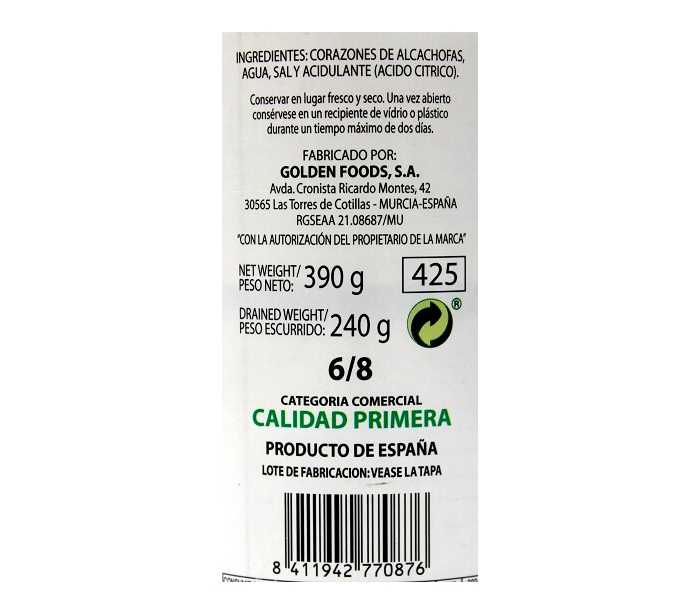 INGREDIENTES: CORAZONES DE ALCACHOFAS,
AGUA, SAL Y ACIDULANTE (ACIDO CITRICO).
Conservar en lugar fresco y seco. Una vez abierto
consérvese en un recipiente de vídrio o plástico
durante un tiempo máximo de dos días.
FABRICADO POR:
GOLDEN FOODS, S.A.
Avda. Cronista Ricardo Montes, 42
30565 Las Torres de Cotillas - MURCIA-ESPAÑA
RGSEAA 21.08687/MU
"CON LA AUTORIZACIÓN DEL PROPIETARIO DE LA MARCA"
NET WEIGHT/
PESO NETO: 390 g
425
DRAINED WEIGHT/
PESO ESCURRIDO: 240 g
®
6/8
CATEGORIA COMERCIAL
CALIDAD PRIMERA
PRODUCTO DE ESPAÑA
LOTE DE FABRICACION: VEASE LA TAPA
8 411942 770876